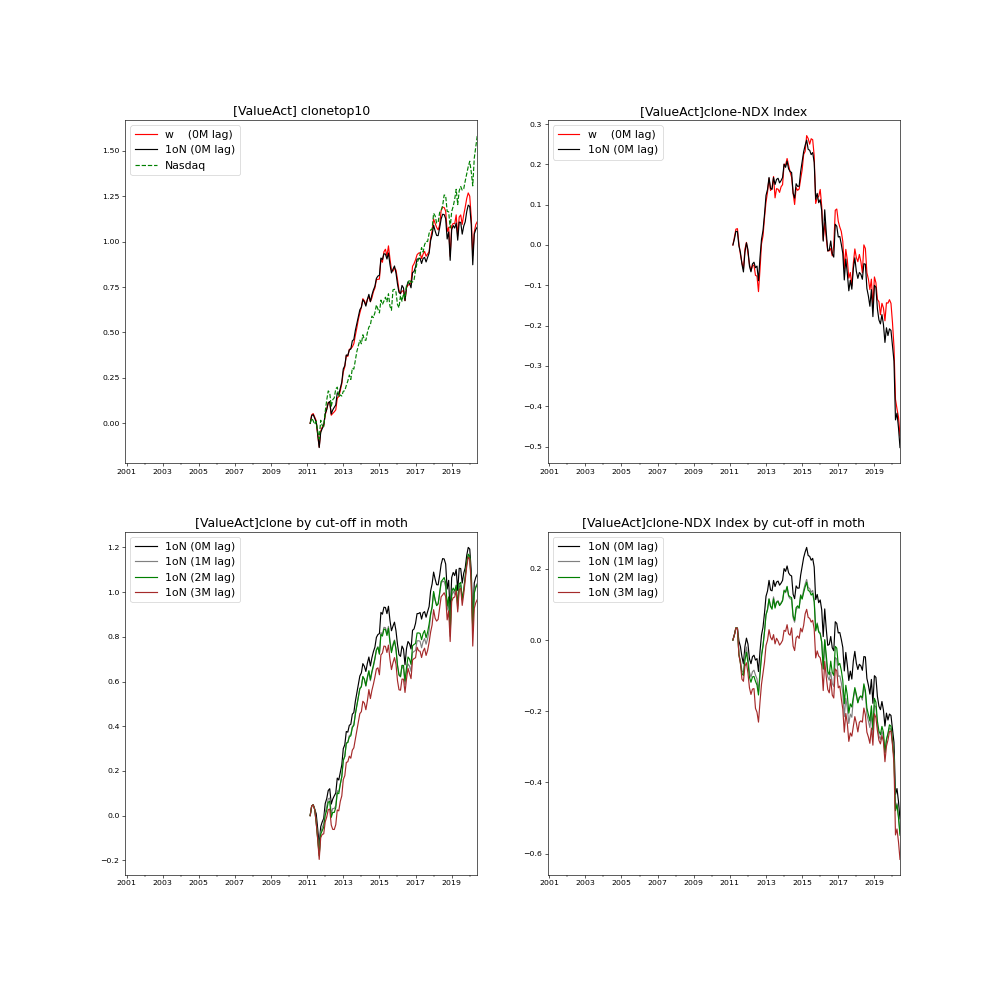 [ValueAct] clonetop10
w    (0M lag)
1oN (0M lag)
Nasdaq
1.50
1.25
1.00
0.75
0.50
0.25
0.00
2001 2003 2005 2007 2009 2011 2013 2015 2017 2019
[ValueAct]clone-NDX Index
w    (0M lag)
1oN (0M lag)
0.3
0.2
0.1
0.0
−0.1
−0.2
−0.3
−0.4
−0.5
2001 2003 2005 2007 2009 2011 2013 2015 2017 2019
[ValueAct]clone by cut-off in moth
1oN (0M lag)
1oN (1M lag)
1oN (2M lag)
1oN (3M lag)
1.2
1.0
0.8
0.6
0.4
0.2
0.0
−0.2
2001 2003 2005 2007 2009 2011 2013 2015 2017 2019
[ValueAct]clone-NDX Index by cut-off in moth
1oN (0M lag)
1oN (1M lag)
1oN (2M lag)
1oN (3M lag)
0.2
0.0
−0.2
−0.4
−0.6
2001 2003 2005 2007 2009 2011 2013 2015 2017 2019